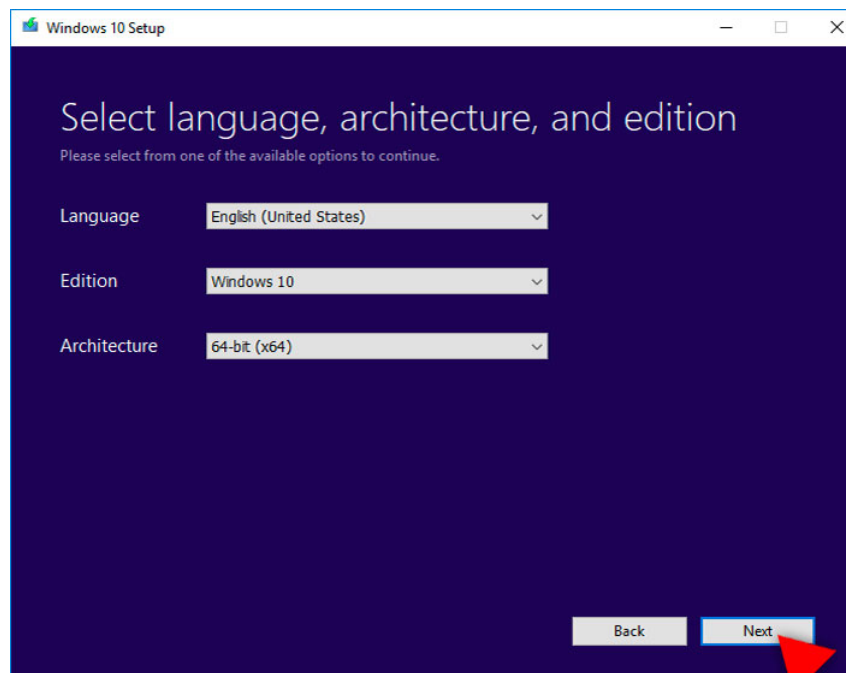 Windows 10 Setup
Select language, architecture, and edition
Please select from one of the available options to continue.
Language English (United States)
Edition Windows 10
Architecture 64-bit (x64)
Back Next